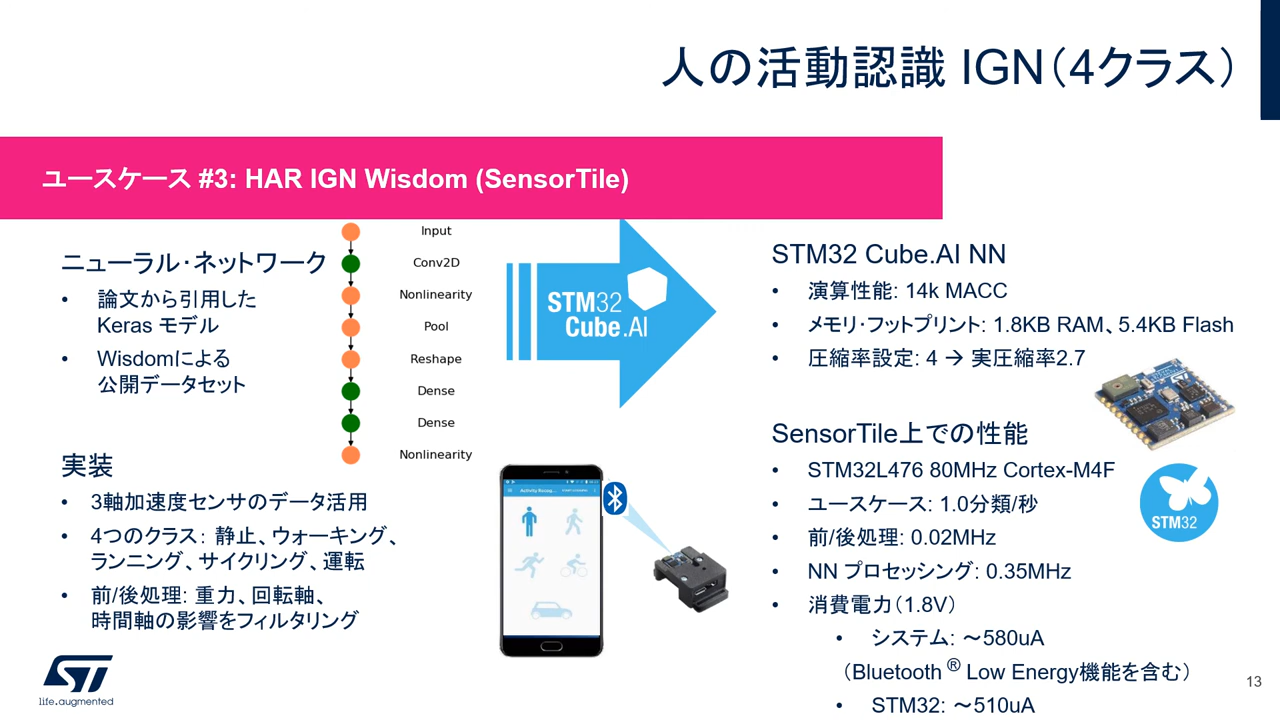 人の活動認識 IGN（4クラス）
ユースケース #3: HAR IGN Wisdom (SensorTile)
ニューラル･ネットワーク
• 論文から引用した
Keras モデル
• Wisdomによる
公開データセット
Input
Conv2D
Nonlinearity
Pool
Reshape
Dense
Dense
Nonlinearity
STM32
Cube.AI
実装
• 3軸加速度センサのデータ活用
• 4つのクラス： 静止、ウォーキング、
ランニング、サイクリング、運転
• 前/後処理: 重力、回転軸、
時間軸の影響をフィルタリング
STM32 Cube.AI NN
• 演算性能: 14k MACC
• メモリ･フットプリント: 1.8KB RAM、5.4KB Flash
• 圧縮率設定: 4 → 実圧縮率2.7
SensorTile上での性能
• STM32L476 80MHz Cortex-M4F
• ユースケース: 1.0分類/秒
• 前/後処理: 0.02MHz
• NN プロセッシング: 0.35MHz
• 消費電力（1.8V）
• システム: ～580uA
（Bluetooth ® Low Energy機能を含む）
• STM32: ～510uA
STM32
ST
life.augmented
13